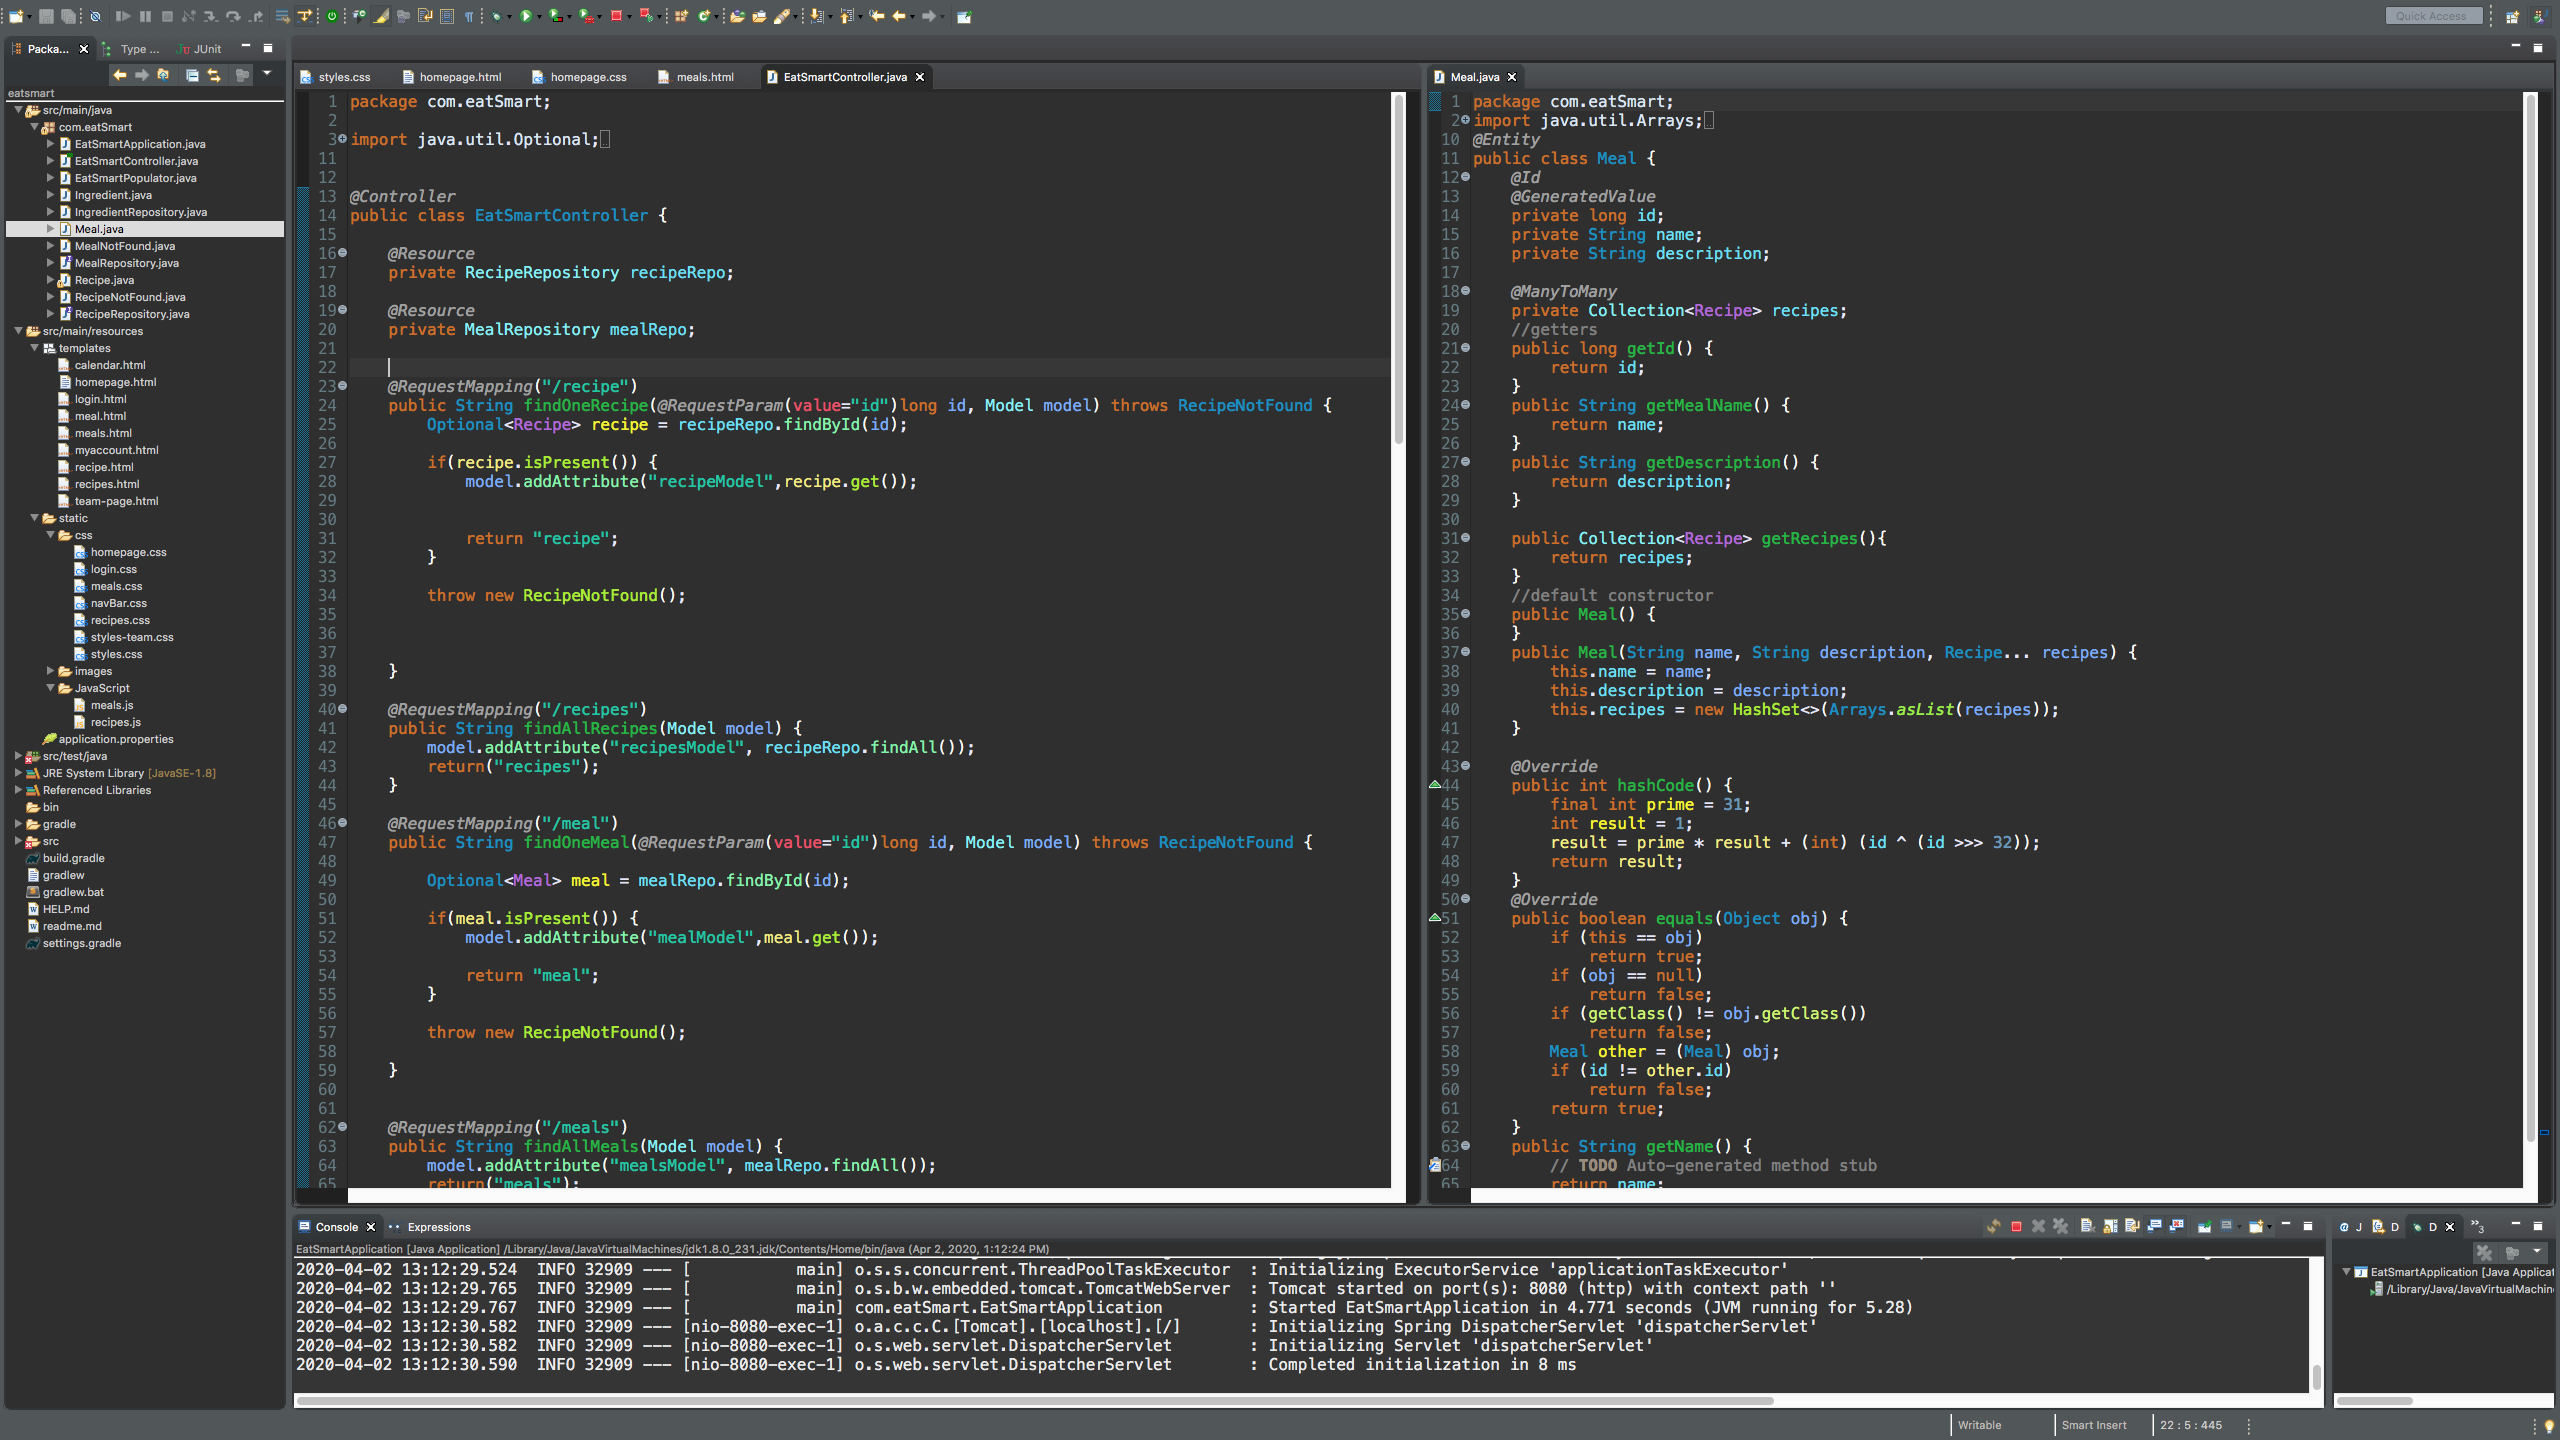 Quick Access
Packa...
Type ...
JUnit
eatsmart
src/main/java
com.eatSmart
EatSmartApplication.java
EatSmartController.java
EatSmartPopulator.java
Ingredient.java
IngredientRepository.java
Meal.java
MealNotFound.java
MealRepository.java
Recipe.java
RecipeNotFound.java
RecipeRepository.java
src/main/resources
templates
calendar.html
homepage.html
login.html
meal.html
meals.html
myaccount.html
recipe.html
recipes.html
team-page.html
static
css
homepage.css
login.css
meals.css
navBar.css
recipes.css
styles-team.css
styles.css
images
JavaScript
meals.js
recipes.js
application.properties
src/test/java
JRE System Library [JavaSE-1.8]
Referenced Libraries
bin
gradle
src
build.gradle
gradlew
gradlew.bat
HELP.md
readme.md
settings.gradle
styles.css
homepage.html
homepage.css
meals.html
EatSmartController.java
1 package com.eatSmart;
2
3 import java.util.Optional;
11
12
13 @Controller
14 public class EatSmartController {
15
16 @Resource
17 private RecipeRepository recipeRepo;
18
19 @Resource
20 private MealRepository mealRepo;
21
22
23 @RequestMapping("/recipe")
24 public String findOneRecipe(@RequestParam(value="id")long id, Model model) throws RecipeNotFound {
25 Optional<Recipe> recipe = recipeRepo.findById(id);
26
27 if(recipe.isPresent()) {
28 model.addAttribute("recipeModel",recipe.get());
29
30
31 return "recipe";
32 }
33
34 throw new RecipeNotFound();
35
36
37
38 }
39
40 @RequestMapping("/recipes")
41 public String findAllRecipes(Model model) {
42 model.addAttribute("recipesModel", recipeRepo.findAll());
43 return("recipes");
44 }
45
46 @RequestMapping("/meal")
47 public String findOneMeal(@RequestParam(value="id")long id, Model model) throws RecipeNotFound {
48
49 Optional<Meal> meal = mealRepo.findById(id);
50
51 if(meal.isPresent()) {
52 model.addAttribute("mealModel",meal.get());
53
54 return "meal";
55 }
56
57 throw new RecipeNotFound();
58
59 }
60
61
62 @RequestMapping("/meals")
63 public String findAllMeals(Model model) {
64 model.addAttribute("mealsModel", mealRepo.findAll());
65 return("meals");
Meal.java
1 package com.eatSmart;
2 import java.util.Arrays;
10 @Entity
11 public class Meal {
12 @Id
13 @GeneratedValue
14 private long id;
15 private String name;
16 private String description;
17
18 @ManyToMany
19 private Collection<Recipe> recipes;
20 //getters
21 public long getId() {
22 return id;
23 }
24 public String getMealName() {
25 return name;
26 }
27 public String getDescription() {
28 return description;
29 }
30
31 public Collection<Recipe> getRecipes(){
32 return recipes;
33 }
34 //default constructor
35 public Meal() {
36 }
37 public Meal(String name, String description, Recipe... recipes) {
38 this.name = name;
39 this.description = description;
40 this.recipes = new HashSet<>(Arrays.asList(recipes));
41 }
42
43 @Override
44 public int hashCode() {
45 final int prime = 31;
46 int result = 1;
47 result = prime * result + (int) (id ^ (id >>> 32));
48 return result;
49 }
50 @Override
51 public boolean equals(Object obj) {
52 if (this == obj)
53 return true;
54 if (obj == null)
55 return false;
56 if (getClass() != obj.getClass())
57 return false;
58 Meal other = (Meal) obj;
59 if (id != other.id)
60 return false;
61 return true;
62 }
63 public String getName() {
64 // TODO Auto-generated method stub
65 return name;
Console
Expressions
EatSmartApplication [Java Application] /Library/Java/JavaVirtualMachines/jdk1.8.0_231.jdk/Contents/Home/bin/java (Apr 2, 2020, 1:12:24 PM)
2020-04-02 13:12:29.524 INFO 32909 --- [ main] o.s.s.concurrent.ThreadPoolTaskExecutor : Initializing ExecutorService 'applicationTaskExecutor'
2020-04-02 13:12:29.765 INFO 32909 --- [ main] o.s.b.w.embedded.tomcat.TomcatWebServer : Tomcat started on port(s): 8080 (http) with context path ''
2020-04-02 13:12:29.767 INFO 32909 --- [ main] com.eatSmart.EatSmartApplication : Started EatSmartApplication in 4.771 seconds (JVM running for 5.28)
2020-04-02 13:12:30.582 INFO 32909 --- [nio-8080-exec-1] o.a.c.c.C.[Tomcat].[localhost].[/] : Initializing Spring DispatcherServlet 'dispatcherServlet'
2020-04-02 13:12:30.582 INFO 32909 --- [nio-8080-exec-1] o.s.web.servlet.DispatcherServlet : Initializing Servlet 'dispatcherServlet'
2020-04-02 13:12:30.590 INFO 32909 --- [nio-8080-exec-1] o.s.web.servlet.DispatcherServlet : Completed initialization in 8 ms
J
D
D
3
EatSmartApplication [Java Applicat
/Library/Java/JavaVirtualMachin
Writable
Smart Insert
22 : 5 : 445